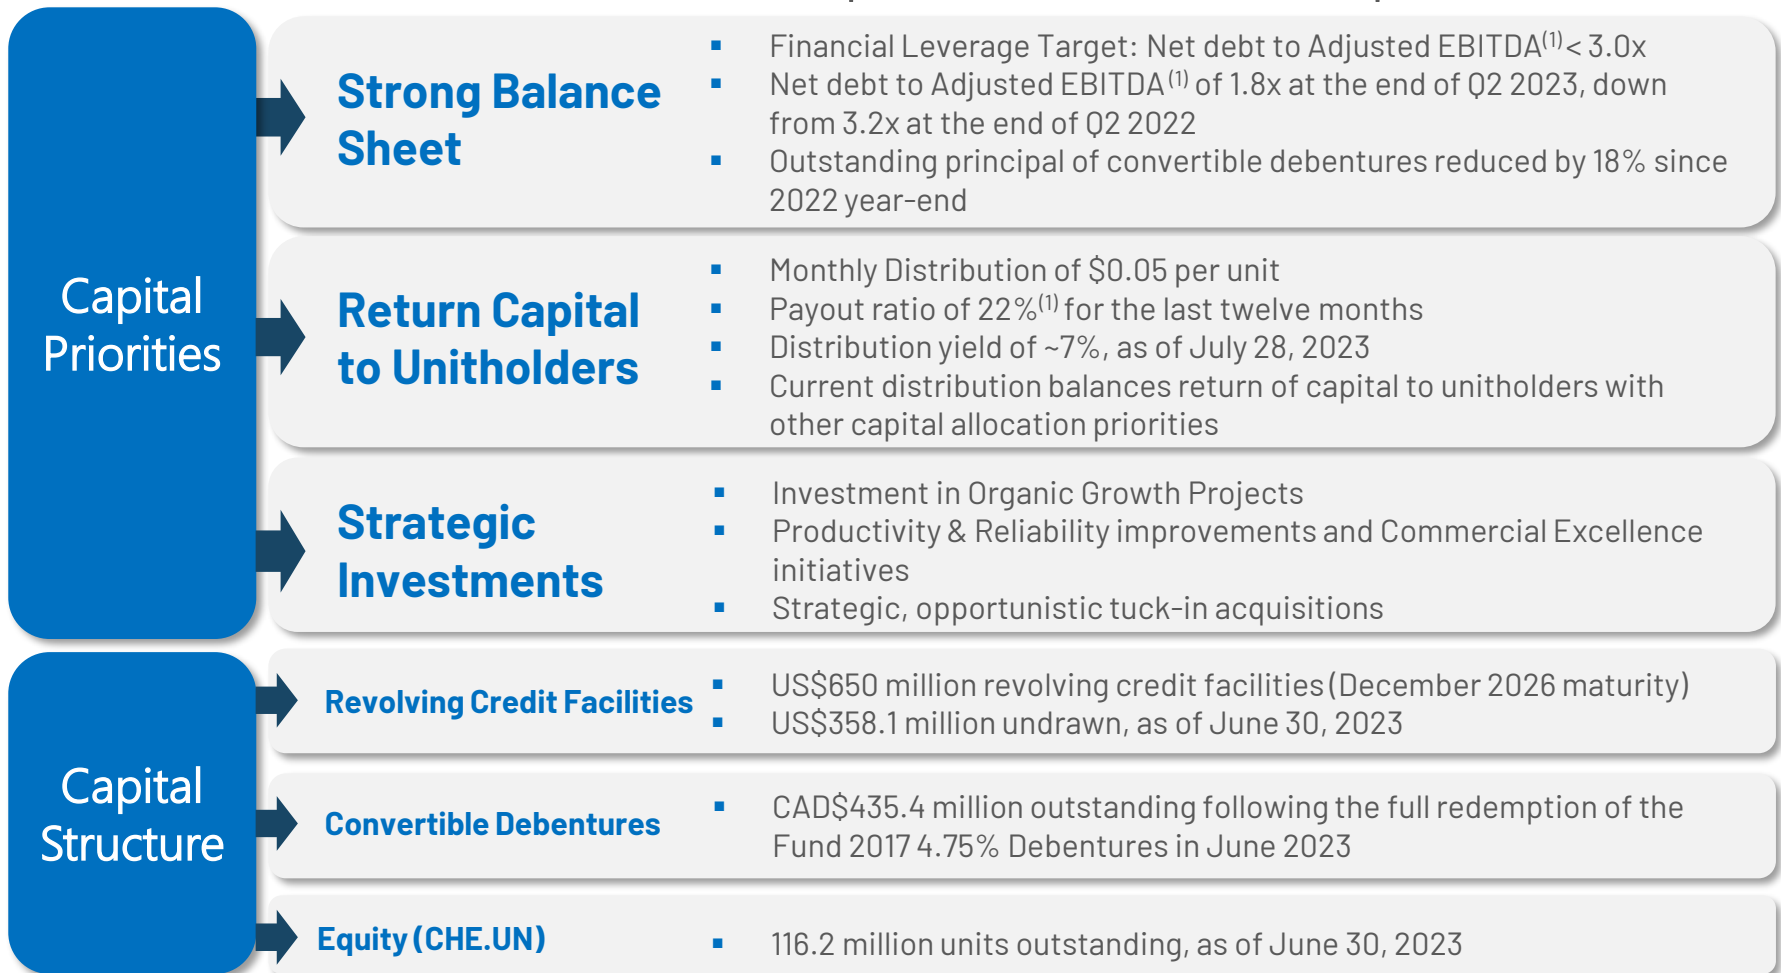 Capital
Priorities
Strong Balance
Sheet
▪ Financial Leverage Target: Net debt to Adjusted EBITDA(1) < 3.0x
▪ Net debt to Adjusted EBITDA(1) of 1.8x at the end of Q2 2023, down
from 3.2x at the end of Q2 2022
▪ Outstanding principal of convertible debentures reduced by 18% since
2022 year-end
Return Capital
to Unitholders
▪ Monthly Distribution of $0.05 per unit
▪ Payout ratio of 22%(1) for the last twelve months
▪ Distribution yield of ~7%, as of July 28, 2023
▪ Current distribution balances return of capital to unitholders with
other capital allocation priorities
Strategic
Investments
▪ Investment in Organic Growth Projects
▪ Productivity & Reliability improvements and Commercial Excellence
initiatives
▪ Strategic, opportunistic tuck-in acquisitions
Capital
Structure
Revolving Credit Facilities
▪ US$650 million revolving credit facilities (December 2026 maturity)
▪ US$358.1 million undrawn, as of June 30, 2023
Convertible Debentures
▪ CAD$435.4 million outstanding following the full redemption of the
Fund 2017 4.75% Debentures in June 2023
Equity (CHE.UN)
▪ 116.2 million units outstanding, as of June 30, 2023